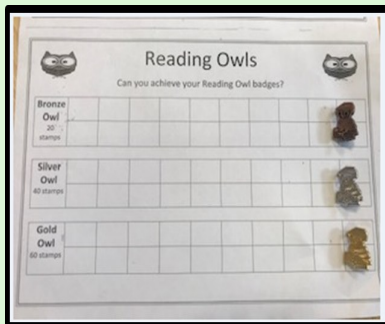 Reading Owls
Can you achieve your Reading Owl badges?
Bronze
Owl
20
stamps
Silver
Owl
40 stamps
Gold
Owl
60 stamps